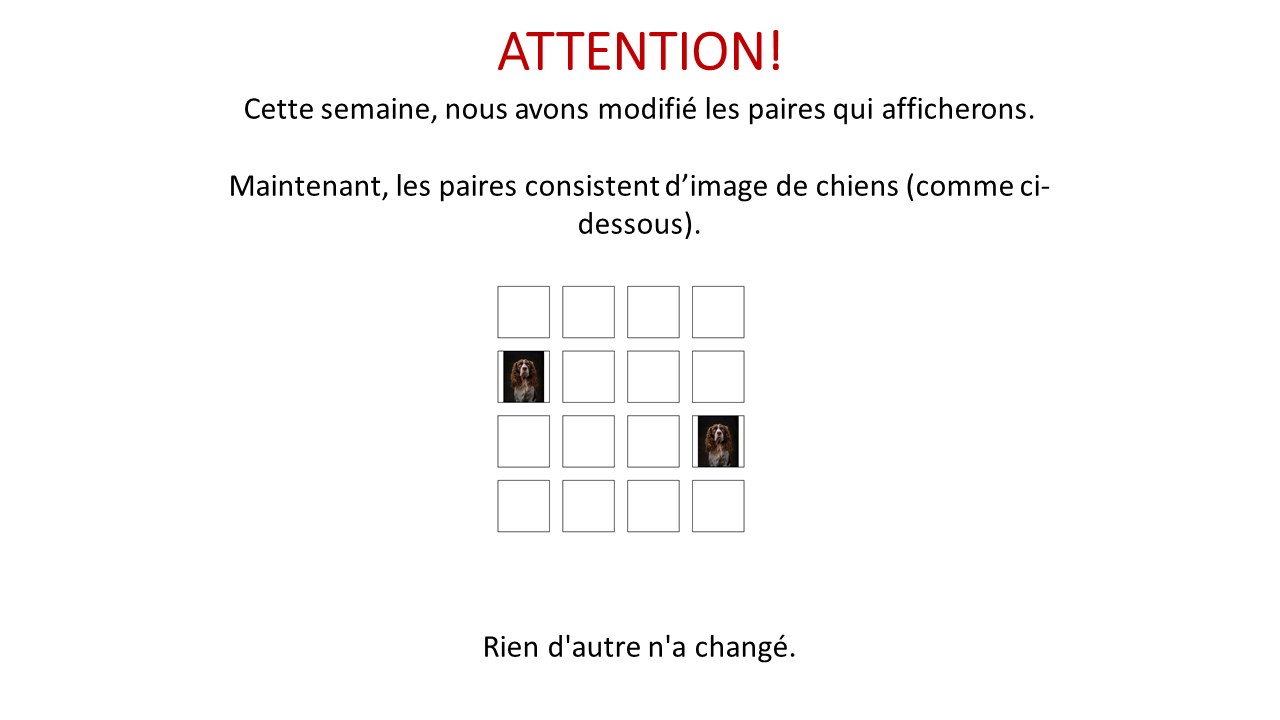 ATTENTION!
Cette semaine, nous avons modifié les paires qui afficherons.
Maintenant, les paires consistent d’image de chiens (comme ci-
dessous).
Rien d'autre n'a changé.